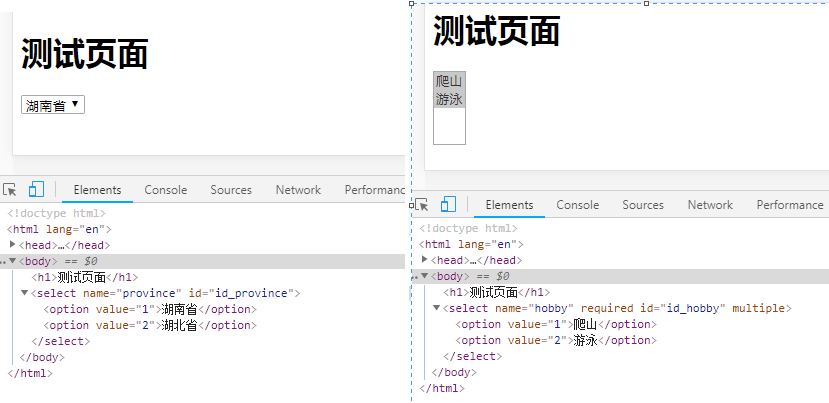 测试页面
湖南省
Elements Console Sources Network Performance
<!doctype html>
<html lang="en">
<head>…</head>
<body> == $0
<h1>测试页面</h1>
<select name="province" id="id_province">
<option value="1">湖南省</option>
<option value="2">湖北省</option>
</select>
</body>
</html>
测试页面
爬山
游泳
Elements Console Sources Network Performance
<!doctype html>
<html lang="en">
<head>…</head>
<body> == $0
<h1>测试页面</h1>
<select name="hobby" required id="id_hobby" multiple>
<option value="1">爬山</option>
<option value="2">游泳</option>
</select>
</body>
</html>